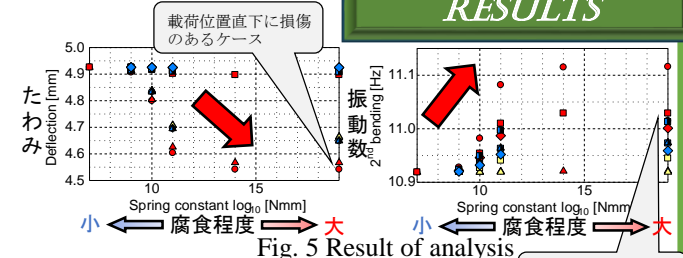 RESULTS
載荷位置直下に損傷
のあるケース
5.0
4.9
4.8
4.7
4.6
4.5
たわみ
Deflection [mm]
10
15
Spring constant log10 [Nmm]
小
腐食程度
大
11.1
11.0
10.9
振動数
2nd bending [Hz]
10
15
Spring constant log10 [Nmm
小
腐食程度
大
Fig. 5 Result of analysis